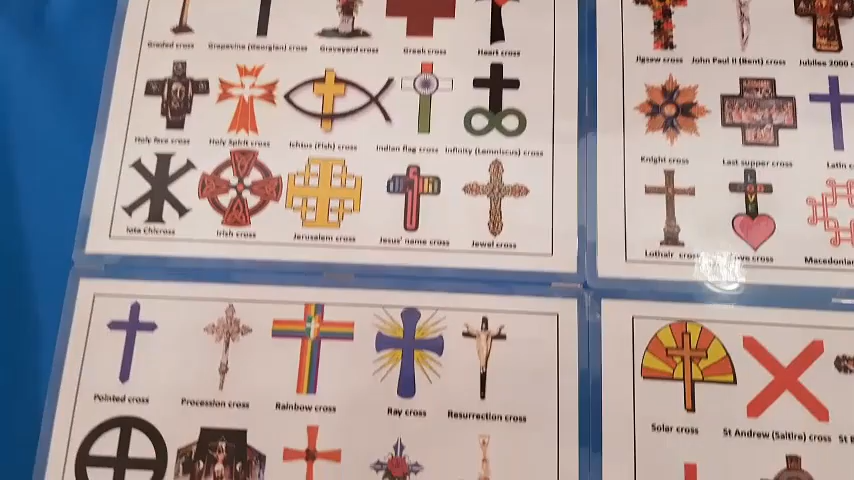 Graded cross Grapevine (Georgian) cross Graveyard cross Greek cross Heart cross
Holy face cross Holy Spirit cross Ichtus (Fish) cross Indian flag cross Infinity (Lemniscus) cross
Iota Chi cross Irish cross Jerusalem cross Jesus' name cross Jewel cross
Jigsaw cross John Paul II (Bent) cross Jubilee 2000 c
Knight cross Last supper cross Latin c
Lothair cross Love cross Macedonian
Pointed cross Procession cross Rainbow cross Ray cross Resurrection cross
Solar cross St Andrew (Saltire) cross St B